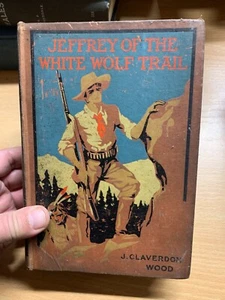 JEFFREY OF THE
WHITE WOLF TRAIL
J. CLAVERDON
WOOD